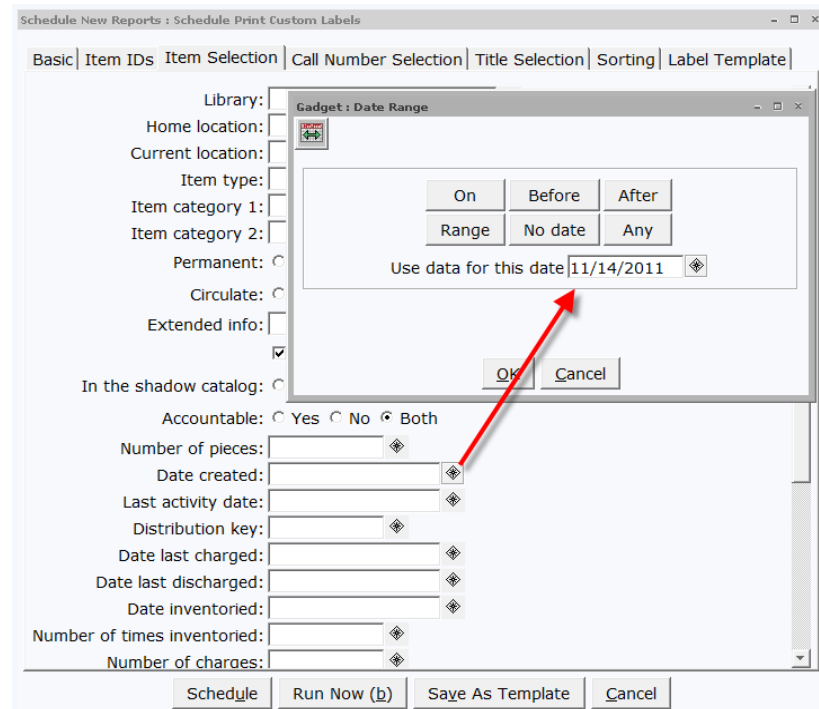 Schedule New Reports : Schedule Print Custom Labels
Basic Item IDs Item Selection Call Number Selection Title Selection Sorting Label Template
Library:
Gadget : Date Range
Home location:
Current location:
Item type:
On Before After
Item category 1:
Range No date Any
Item category 2:
Permanent:
Use data for this date 11/14/2011
Circulate:
Extended info:
OK Cancel
In the shadow catalog:
Accountable: Yes No Both
Number of pieces:
Date created:
Last activity date:
Distribution key:
Date last charged:
Date last discharged:
Date inventoried:
Number of times inventoried:
Number of charges:
Schedule Run Now (b) Save As Template Cancel